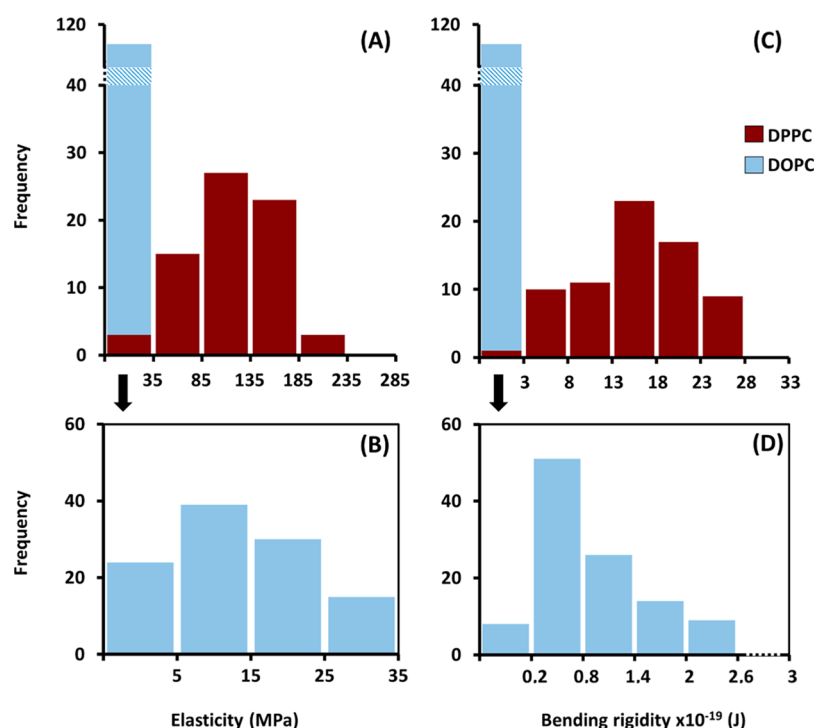 120
(A)
40
30
20
10
0
Frequency
35 85 135 185 235 285
120
(C)
40
30
20
10
0
3 8 13 18 23 28 33
DPPC
DOPC
60
(B)
40
20
0
Frequency
5 15 25 35
Elasticity (MPa)
60
(D)
40
20
0
0.2 0.8 1.4 2 2.6 3
Bending rigidity x10⁻¹⁹ (J)